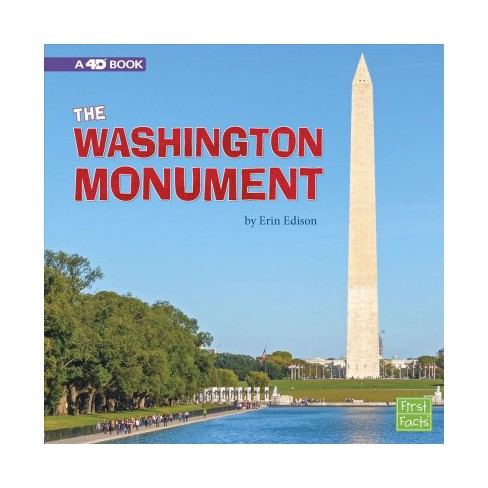 A 4D BOOK
THE
WASHINGTON
MONUMENT
by Erin Edison
First
Facts